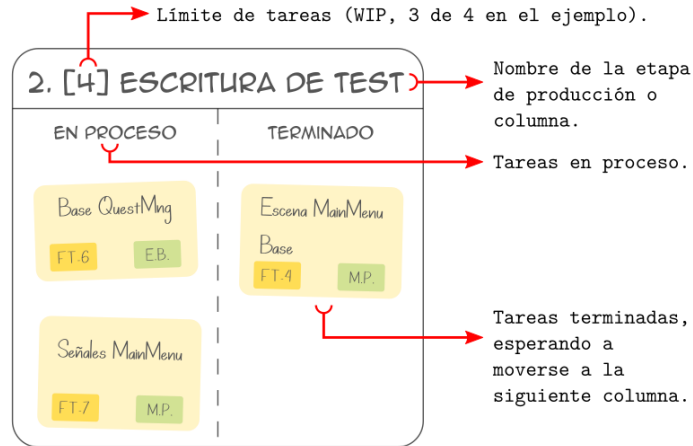 Límite de tareas (WIP, 3 de 4 en el ejemplo).
2. [4] ESCRITURA DE TEST
Nombre de la etapa
de producción o
columna.
EN PROCESO
TERMINADO
Tareas en proceso.
Base QuestMng
FT.6
E.B.
Escena MainMenu
Base
FT.4
M.P.
Señales MainMenu
FT.7
M.P.
Tareas terminadas,
esperando a
moverse a la
siguiente columna.